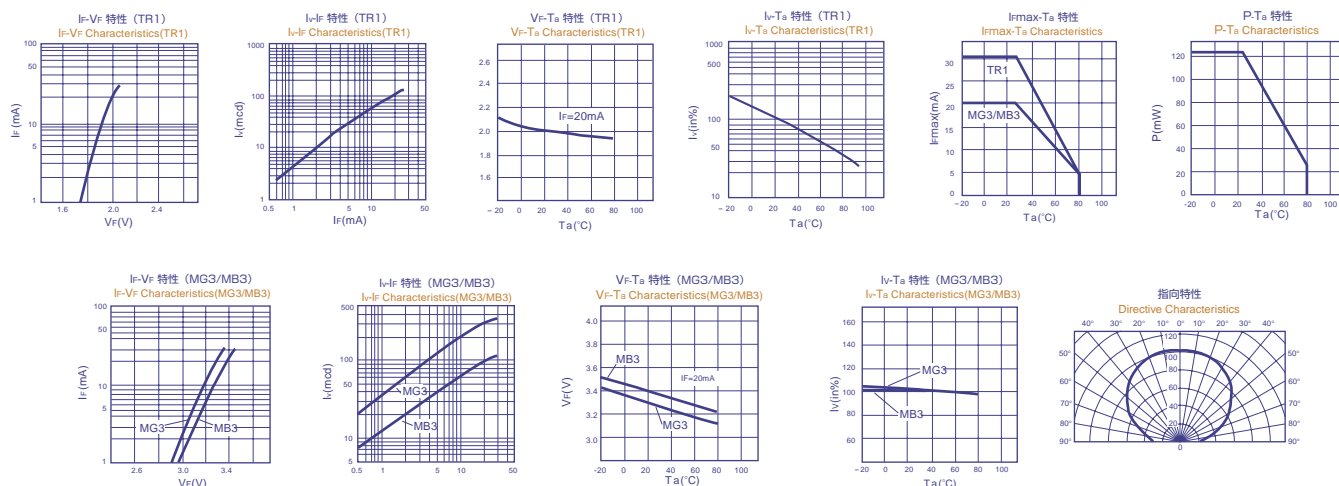 IF-VF 特性（TR1）
IF-VF Characteristics(TR1)
100
50
10
5
1
IF (mA)
1.6 2.0 2.4
VF(V)
Iv-IF 特性（TR1）
Iv-IF Characteristics(TR1)
1000
100
10
1
Iv(mcd)
0.5 1 5 10 50
IF(mA)
VF-Ta 特性（TR1）
VF-Ta Characteristics(TR1)
2.6
2.4
2.2
2.0
1.8
1.6
IF=20mA
-20 0 20 40 60 80 100
Ta(°C)
Iv-Ta 特性（TR1）
Iv-Ta Characteristics(TR1)
1000
500
100
50
10
Iv(in%)
-20 0 20 40 60 80 100
Ta(°C)
IFmax-Ta 特性
IFmax-Ta Characteristics
30
25
20
15
10
5
0
IFmax(mA)
TR1
MG3/MB3
-20 0 20 40 60 80 100
Ta(°C)
P-Ta 特性
P-Ta Characteristics
120
100
80
60
40
20
0
P(mW)
-20 0 20 40 60 80 100
Ta(°C)
IF-VF 特性（MG3/MB3）
IF-VF Characteristics(MG3/MB3)
100
50
10
5
1
IF(mA)
MG3 MB3
2.6 3.0 3.4
VF(V)
Iv-IF 特性（MG3/MB3）
Iv-IF Characteristics(MG3/MB3)
500
100
50
10
5
Iv(mcd)
MG3
MB3
0.5 1 5 10 50
IF(mA)
VF-Ta 特性（MG3/MB3）
VF-Ta Characteristics(MG3/MB3)
4.0
3.8
3.6
3.4
3.2
3.0
VF(V)
MB3
IF=20mA
MG3
-20 0 20 40 60 80 100
Ta(°C)
Iv-Ta 特性（MG3/MB3）
Iv-Ta Characteristics(MG3/MB3)
160
140
120
100
80
60
Iv(in%)
MG3
MB3
-20 0 20 40 60 80 100
Ta(°C)
指向特性
Directive Characteristics
40° 30° 20° 10° 0° 10° 20° 30° 40°
120
100
80
60
40
20
0
50° 50°
60° 60°
70° 70°
80° 80°
90° 90°